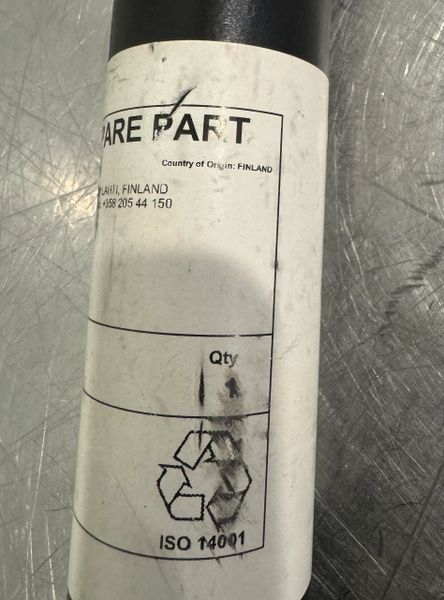 PARE PART
Country of Origin: FINLAND
LAHTI, FINLAND
+358 205 44 150
Qty
1
ISO 14001